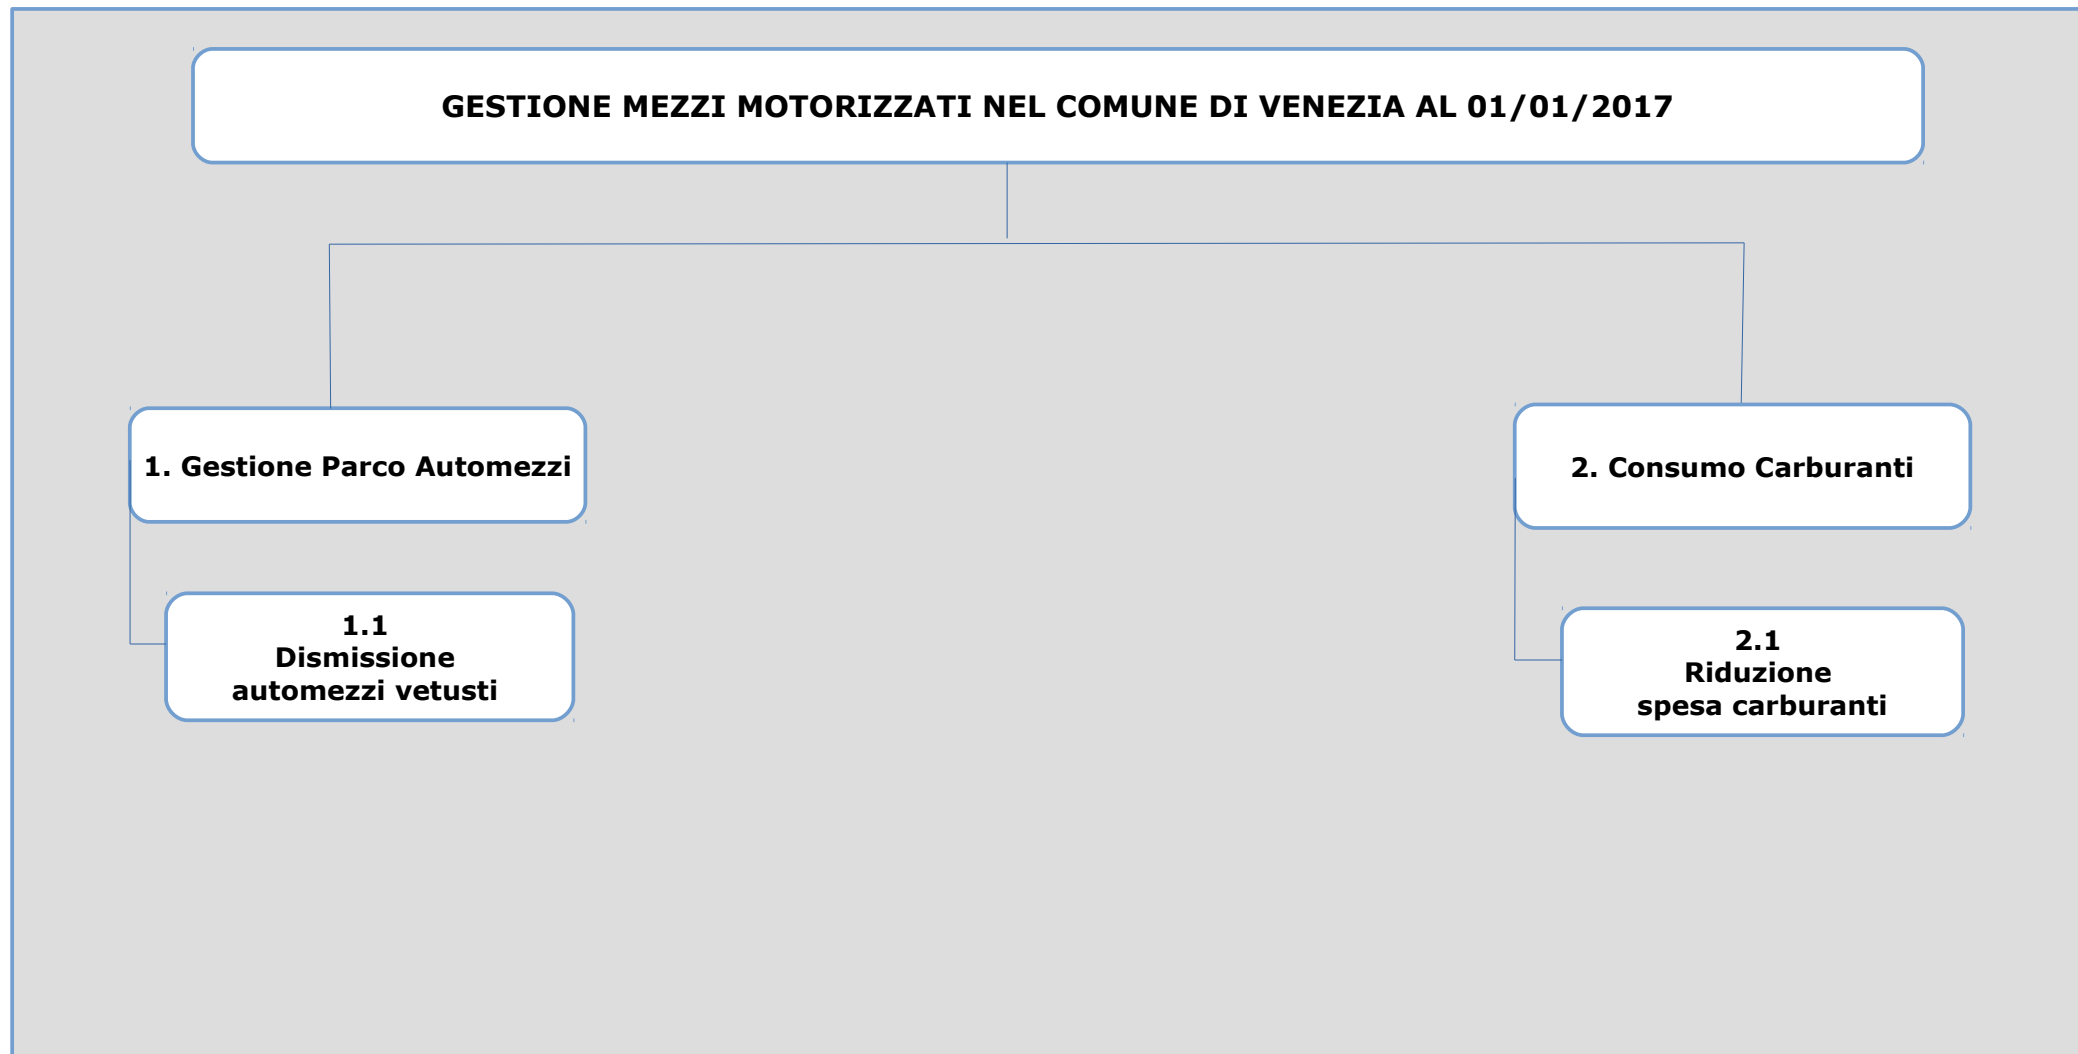 GESTIONE MEZZI MOTORIZZATI NEL COMUNE DI VENEZIA AL 01/01/2017
1. Gestione Parco Automezzi
2. Consumo Carburanti
1.1
Dismissione
automezzi vetusti
2.1
Riduzione
spesa carburanti